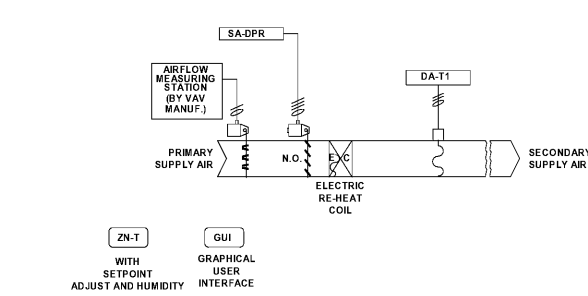 SA-DPR
AIRFLOW
MEASURING
STATION
(BY VAV
MANUF.)
DA-T1
PRIMARY
SUPPLY AIR
N.O.
E C
SECONDARY
SUPPLY AIR
ELECTRIC
RE-HEAT
COIL
ZN-T
WITH
SETPOINT
ADJUST AND HUMIDITY
GUI
GRAPHICAL
USER
INTERFACE